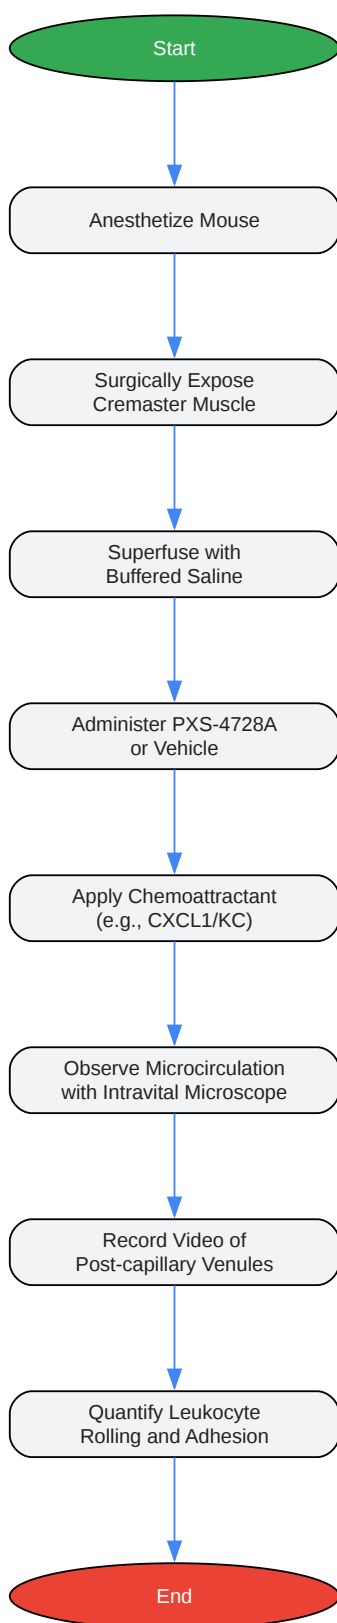 Start
Anesthetize Mouse
Surgically Expose
Cremaster Muscle
Superfuse with
Buffered Saline
Administer PXS-4728A
or Vehicle
Apply Chemoattractant
(e.g., CXCL1/KC)
Observe Microcirculation
with Intravital Microscope
Record Video of
Post-capillary Venules
Quantify Leukocyte
Rolling and Adhesion
End